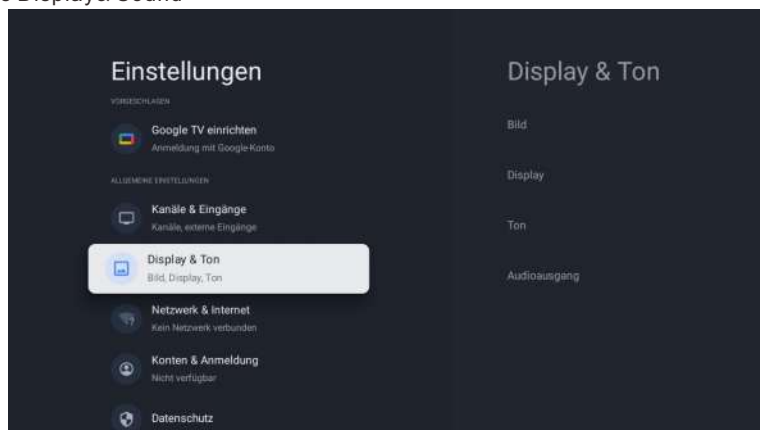 Display& Sound
Einstellungen
VORGESCHLAGEN
Google TV einrichten
Anmeldung mit Google-Konto
ALLGEMEINE EINSTELLUNGEN
Kanäle & Eingänge
Kanäle, externe Eingänge
Display & Ton
Bild, Display, Ton
Netzwerk & Internet
Kein Netzwerk verbunden
Konten & Anmeldung
Nicht verfügbar
Datenschutz
Display & Ton
Bild
Display
Ton
Audioausgang